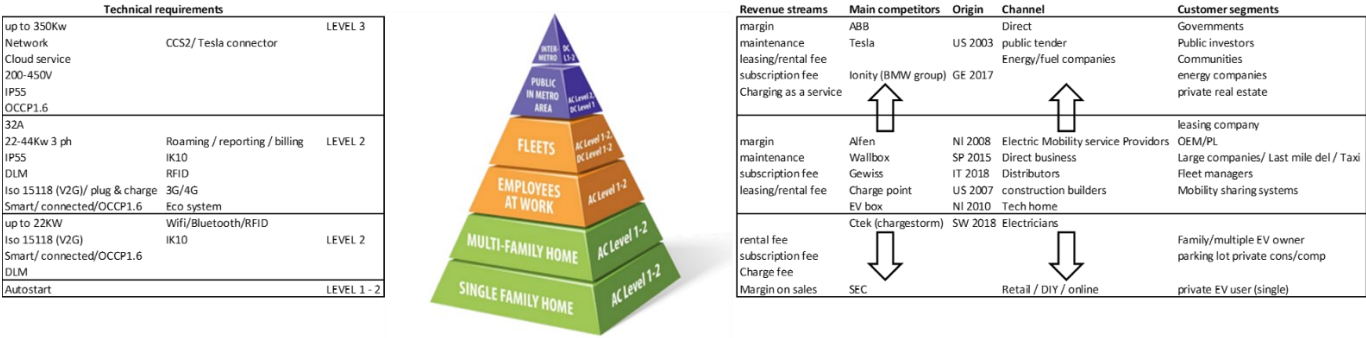 Technical requirements
up to 350Kw LEVEL 3
Network CCS2/ Tesla connector
Cloud service
200-450V
IP55
OCCP1.6
32A
22-44Kw 3 ph Roaming / reporting / billing LEVEL 2
IP55 IK10
DLM RFID
Iso 15118 (V2G)/ plug & charge 3G/4G
Smart/ connected/OCCP1.6 Eco system
up to 22KW Wifi/Bluetooth/RFID
Iso 15118 (V2G) IK10 LEVEL 2
Smart/ connected/OCCP1.6
DLM
Autostart LEVEL 1 - 2
INTER-
METRO
DC
L1-2
PUBLIC
IN METRO
AREA
AC Level 2,
DC Level 1
FLEETS
AC Level 1-2,
DC Level 1-2
EMPLOYEES
AT WORK
AC Level 1-2
MULTI-FAMILY HOME
AC Level 1-2
SINGLE FAMILY HOME
AC Level 1-2
Revenue streams Main competitors Origin Channel Customer segments
margin ABB Direct Governments
maintenance Tesla US 2003 public tender Public investors
leasing/rental fee Energy/fuel companies Communities
subscription fee Ionity (BMW group) GE 2017 energy companies
Charging as a service private real estate
leasing company
margin Alfen Nl 2008 Electric Mobility service Providors OEM/PL
maintenance Wallbox SP 2015 Direct business Large companies/ Last mile del / Taxi
subscription fee Gewiss IT 2018 Distributors Fleet managers
leasing/rental fee Charge point US 2007 construction builders Mobility sharing systems
EV box Nl 2010 Tech home
Ctek (chargestorm) SW 2018 Electricians
rental fee Family/multiple EV owner
subscription fee parking lot private cons/comp
Charge fee
Margin on sales SEC Retail / DIY / online private EV user (single)